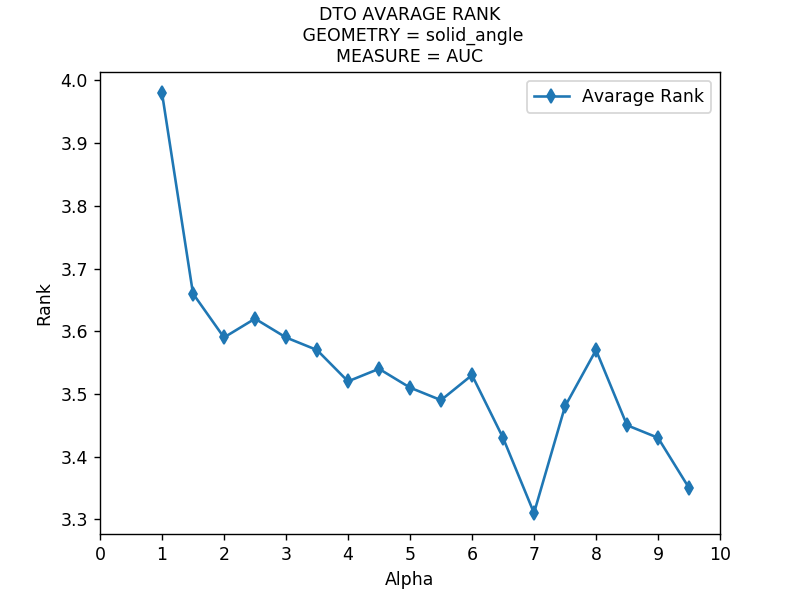 DTO AVARAGE RANK
GEOMETRY = solid_angle
MEASURE = AUC
Avarage Rank
4.0
3.9
3.8
3.7
3.6
3.5
3.4
3.3
Rank
0 1 2 3 4 5 6 7 8 9 10
Alpha